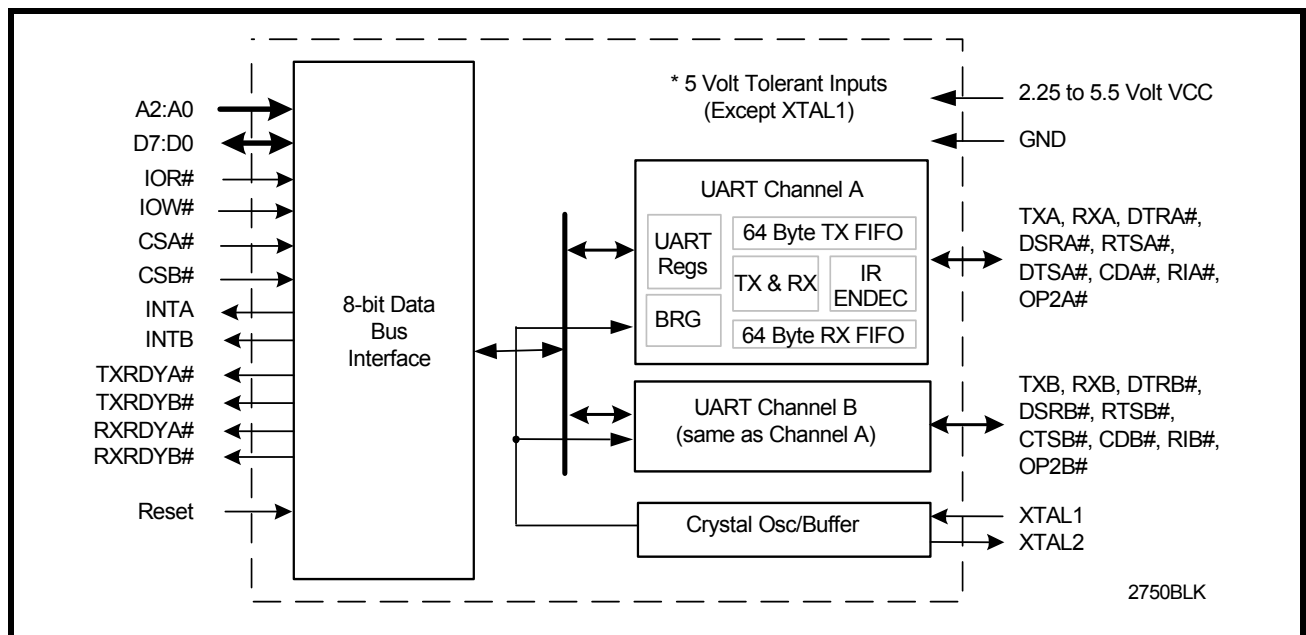 A2:A0
D7:D0
IOR#
IOW#
CSA#
CSB#
INTA
INTB
TXRDYA#
TXRDYB#
RXRDYA#
RXRDYB#
Reset
8-bit Data
Bus
Interface
* 5 Volt Tolerant Inputs
(Except XTAL1)
2.25 to 5.5 Volt VCC
GND
UART Channel A
UART
Regs
BRG
64 Byte TX FIFO
TX & RX
IR
ENDEC
64 Byte RX FIFO
TXA, RXA, DTRA#,
DSRA#, RTSA#,
DTSA#, CDA#, RIA#,
OP2A#
UART Channel B
(same as Channel A)
TXB, RXB, DTRB#,
DSRB#, RTSB#,
CTSB#, CDB#, RIB#,
OP2B#
Crystal Osc/Buffer
XTAL1
XTAL2
2750BLK